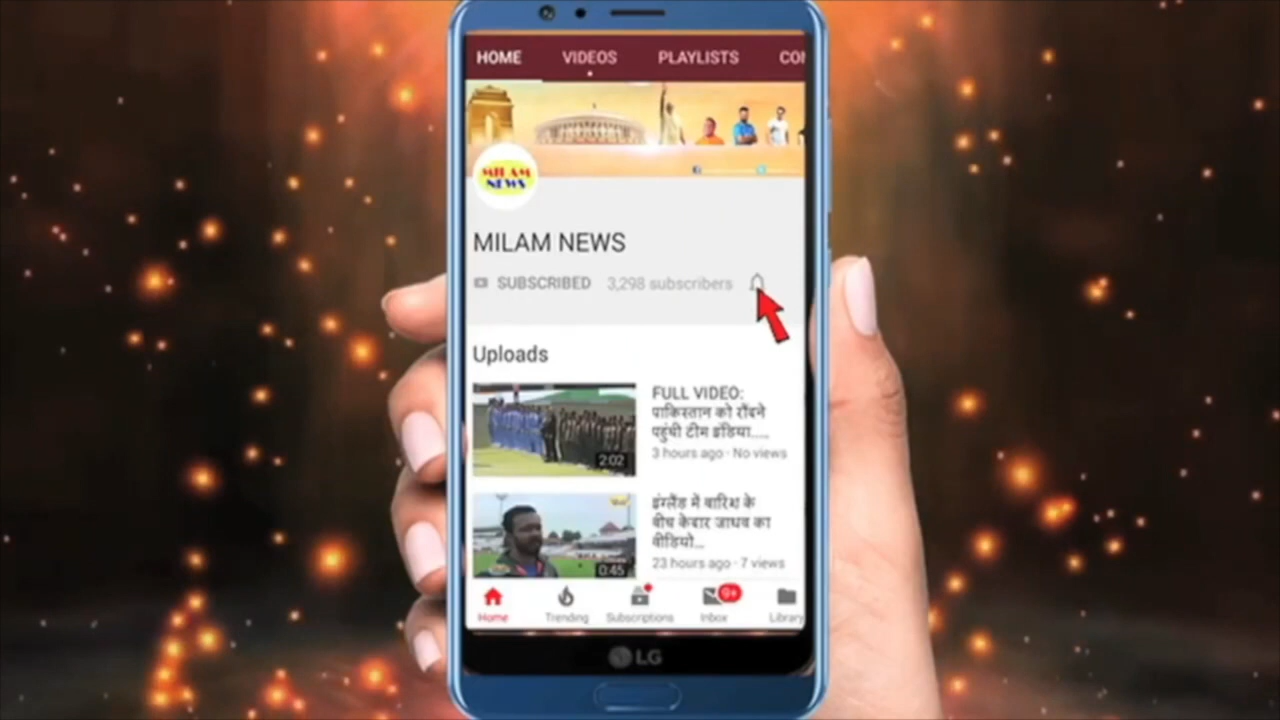 HOME VIDEOS PLAYLISTS CON
MILAM
NEWS
MILAM NEWS
SUBSCRIBED 3,298 subscribers
Uploads
FULL VIDEO:
पाकिस्तान को रौंदने
पहुंची टीम इंडिया.....
3 hours ago · No views
2:02
इंग्लैंड में बारिश के
बीच केदार जाधव का
वीडियो...
23 hours ago · 7 views
0:45
9+
Home Trending Subscriptions Inbox Library
LG